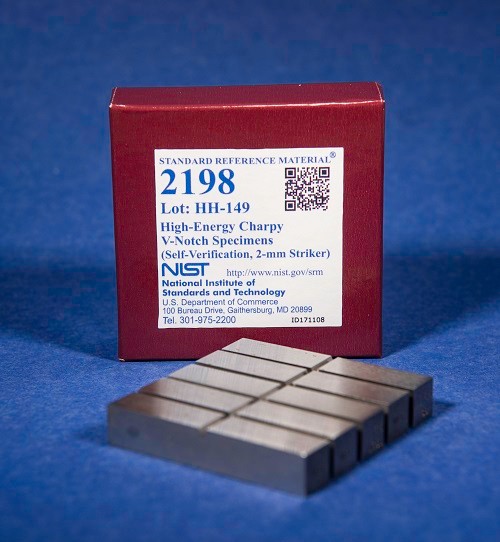 STANDARD REFERENCE MATERIAL®
2198
Lot: HH-149
High-Energy Charpy
V-Notch Specimens
(Self-Verification, 2-mm Striker)
NIST http://www.nist.gov/srm
National Institute of
Standards and Technology
U.S. Department of Commerce
100 Bureau Drive, Gaithersburg, MD 20899
Tel. 301-975-2200 ID171108